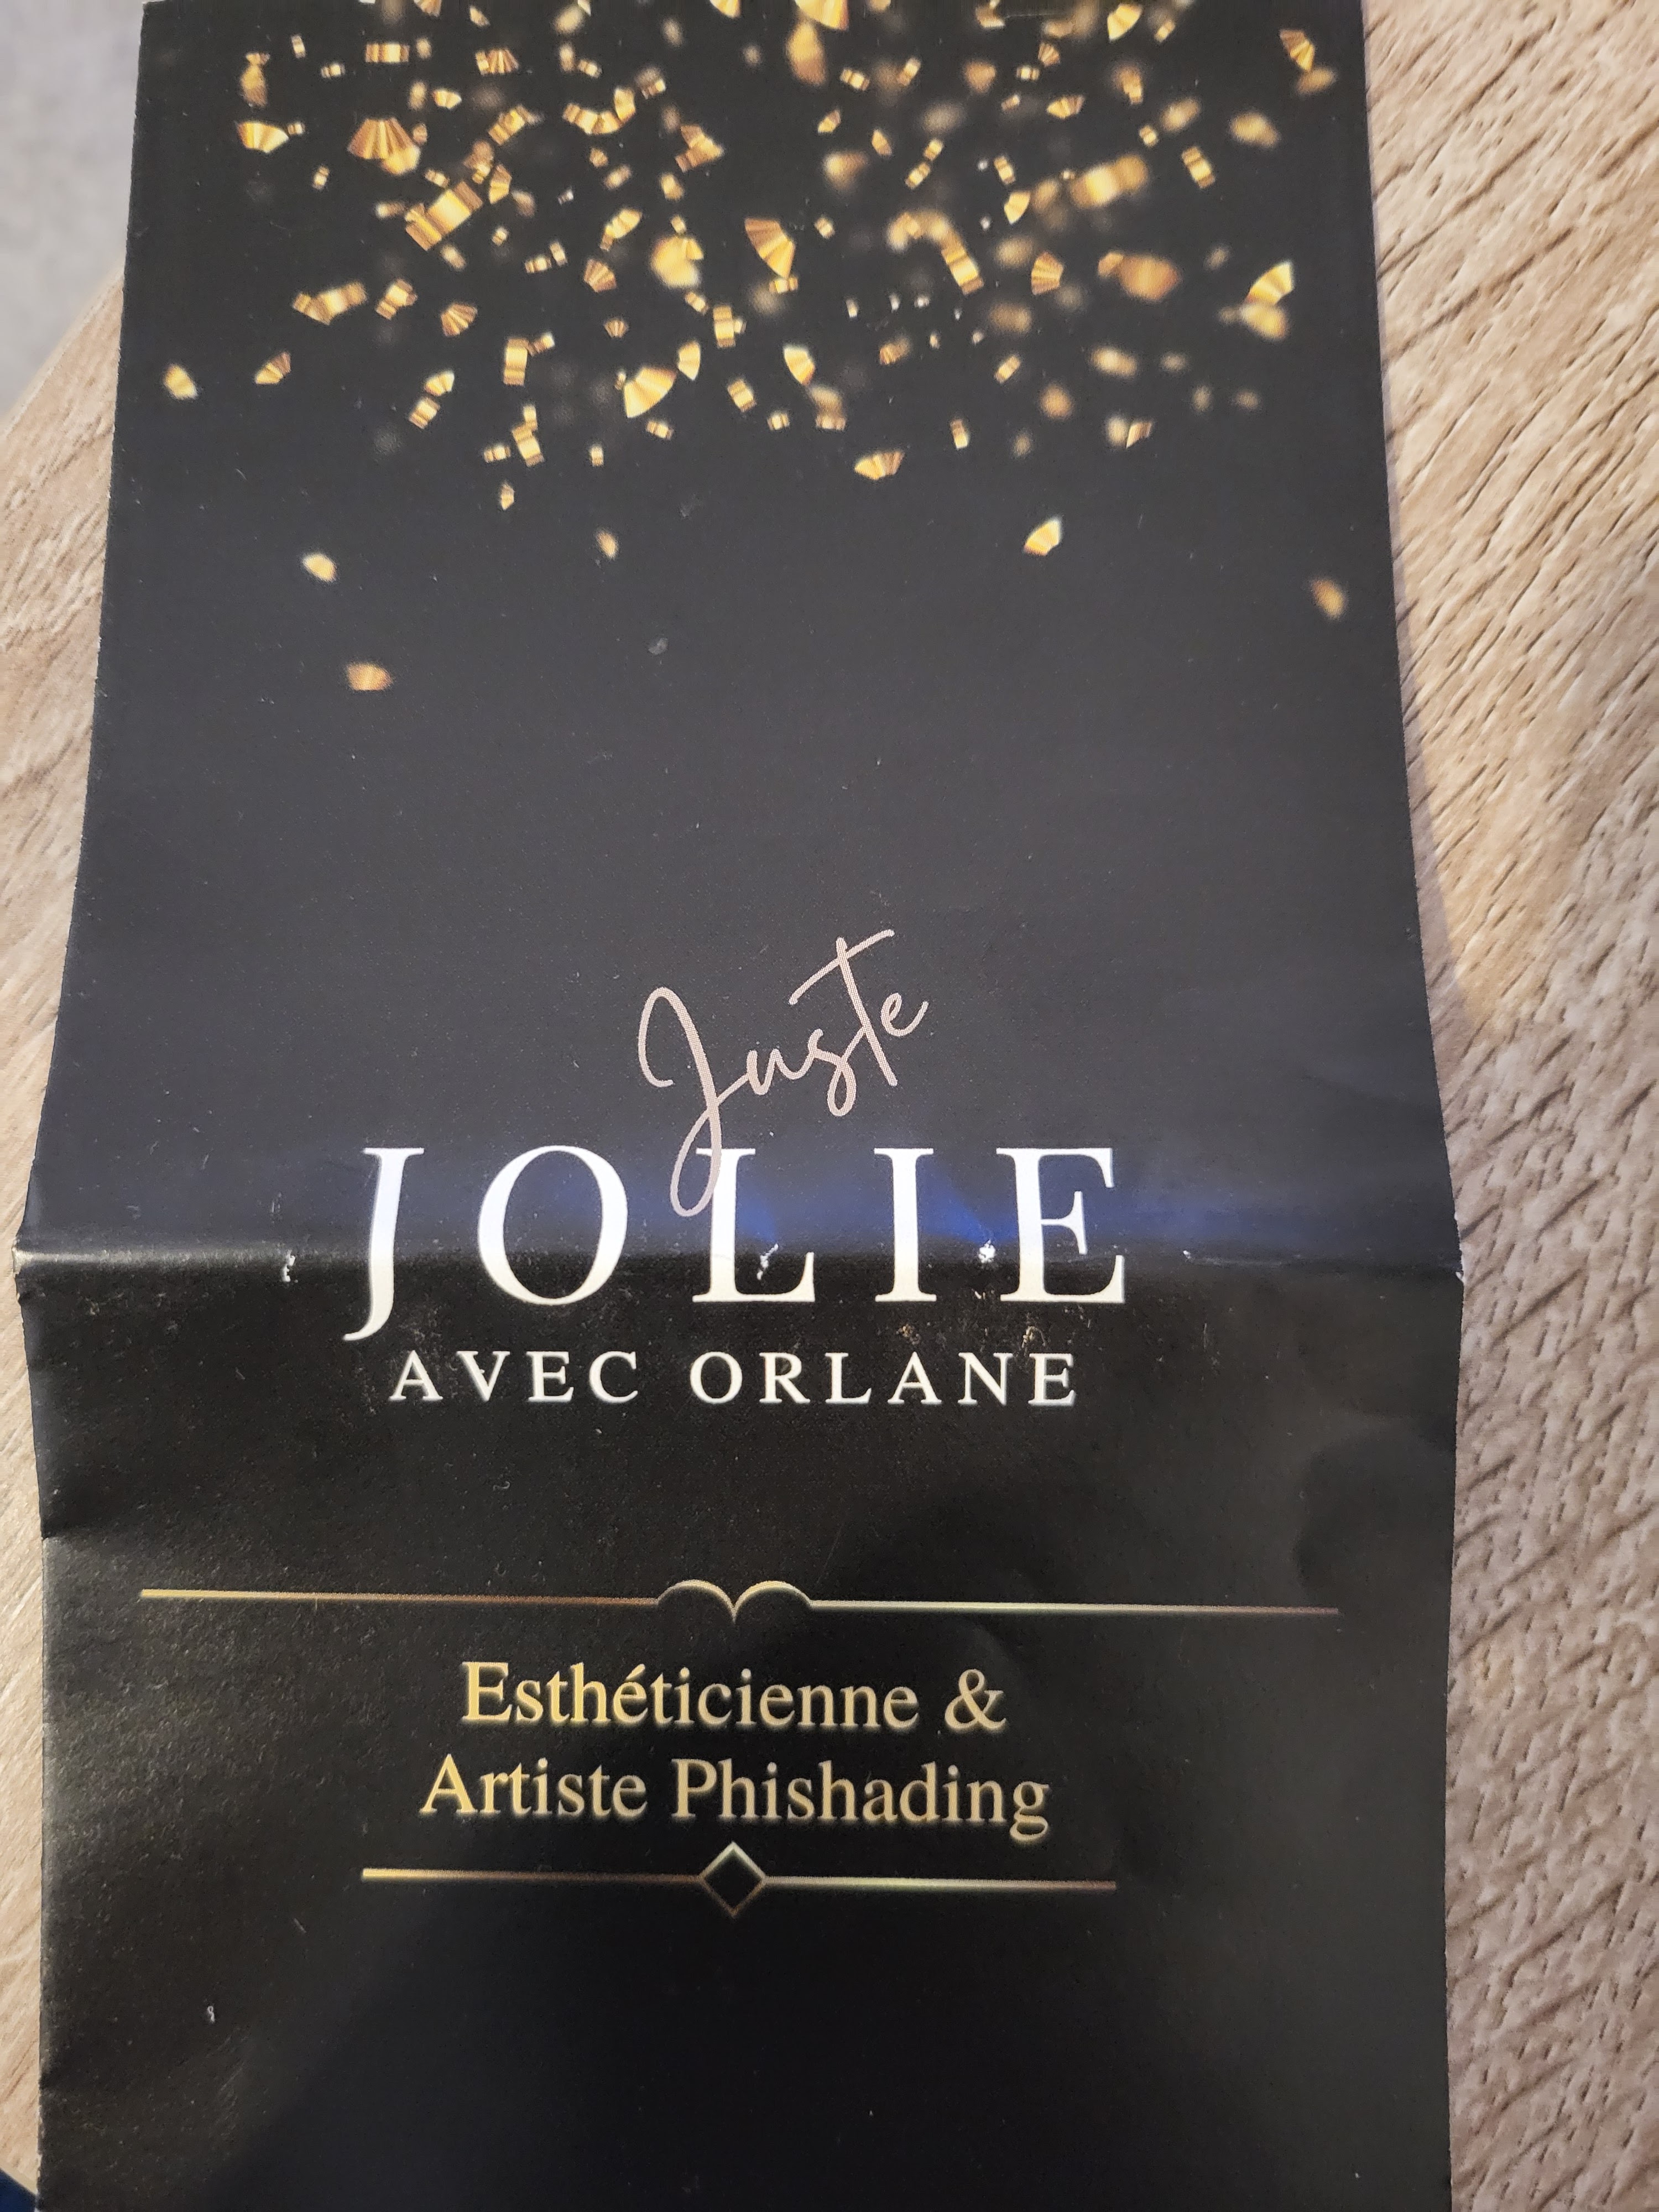 Juste
JOLIE
AVEC ORLANE
Esthéticienne &
Artiste Phishading